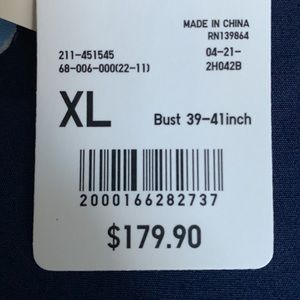 MADE IN CHINA
RN139864
211-451545 04-21-
68-006-000(22-11) 2H042B
XL Bust 39-41inch
2000166282737
$179.90